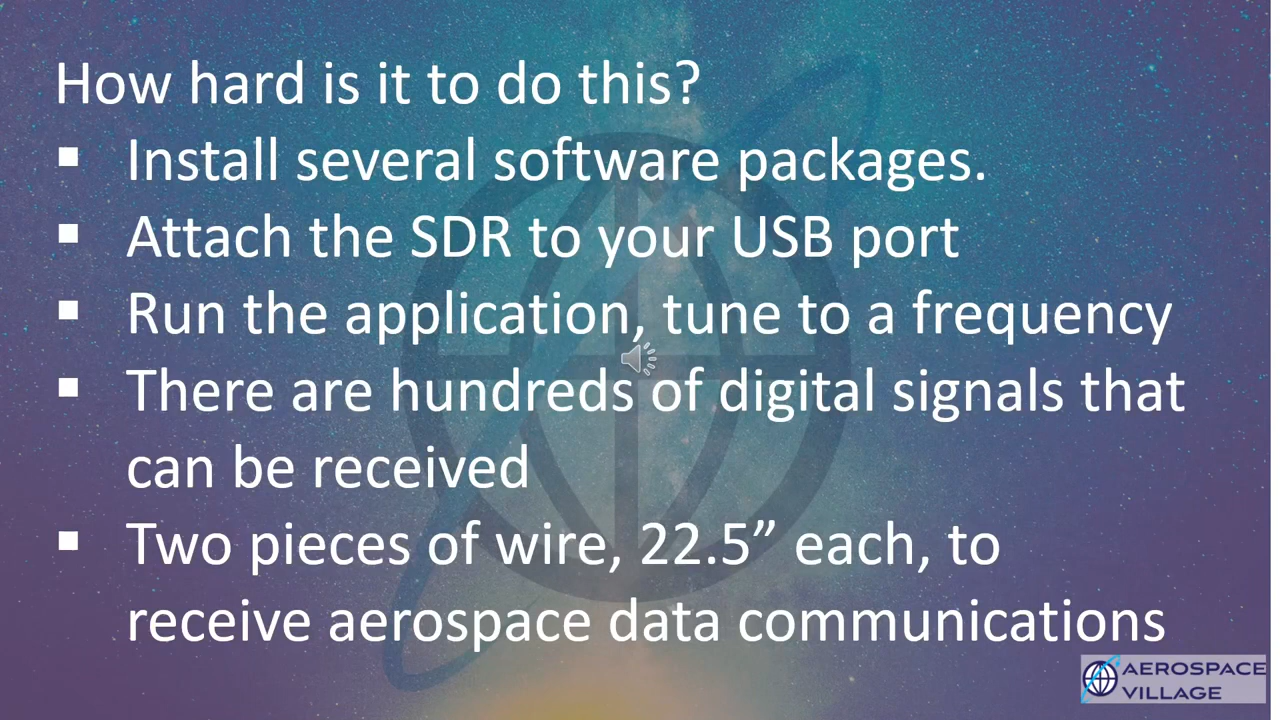 How hard is it to do this?
▪ Install several software packages.
▪ Attach the SDR to your USB port
▪ Run the application, tune to a frequency
▪ There are hundreds of digital signals that
can be received
▪ Two pieces of wire, 22.5” each, to
receive aerospace data communications
AEROSPACE
VILLAGE